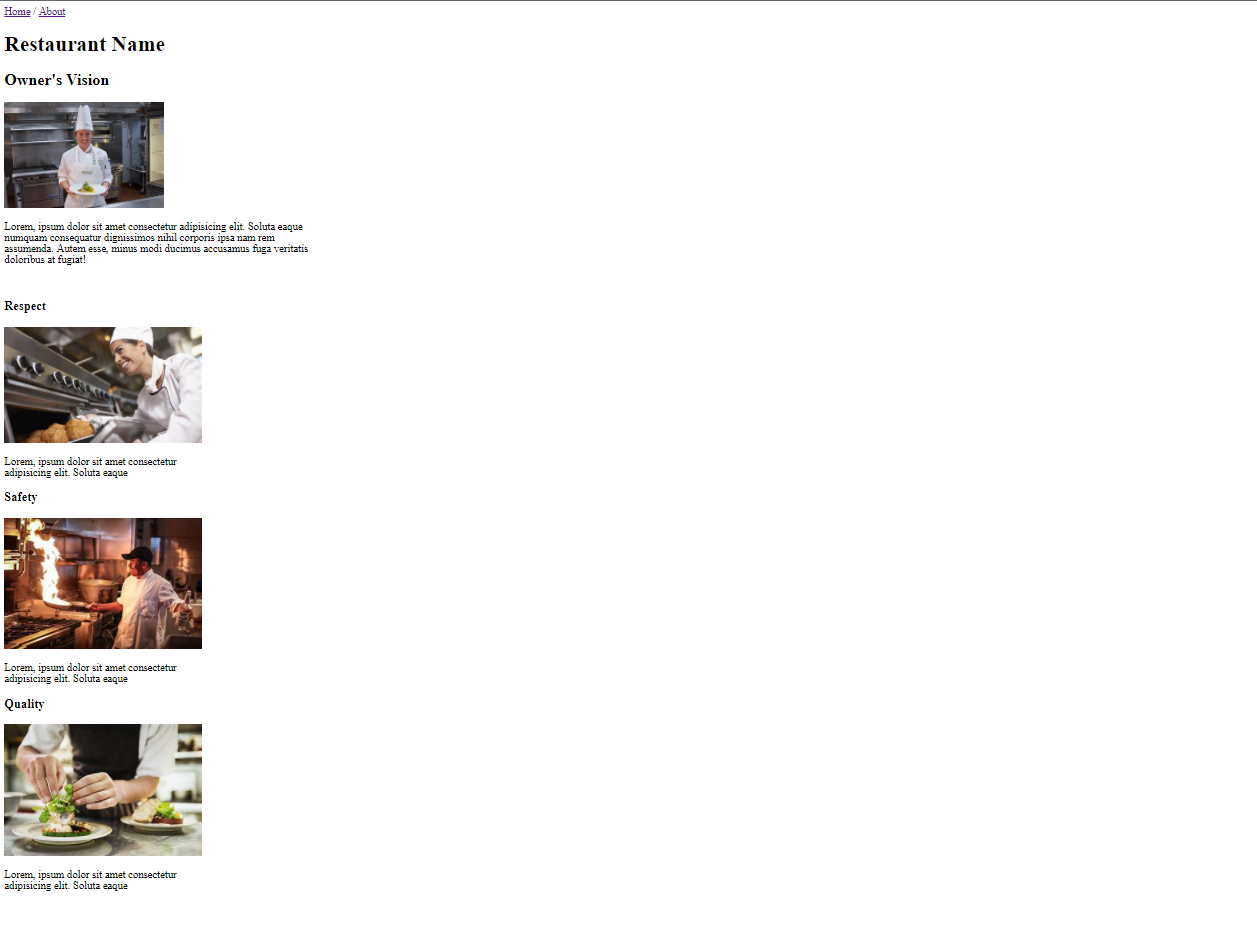 Home / About
Restaurant Name
Owner's Vision
Lorem, ipsum dolor sit amet consectetur adipisicing elit. Soluta eaque
numquam consequatur dignissimos nihil corporis ipsa nam rem
assumenda. Autem esse, minus modi ducimus accusamus fuga veritatis
doloribus at fugiat!
Respect
Lorem, ipsum dolor sit amet consectetur
adipisicing elit. Soluta eaque
Safety
Lorem, ipsum dolor sit amet consectetur
adipisicing elit. Soluta eaque
Quality
Lorem, ipsum dolor sit amet consectetur
adipisicing elit. Soluta eaque